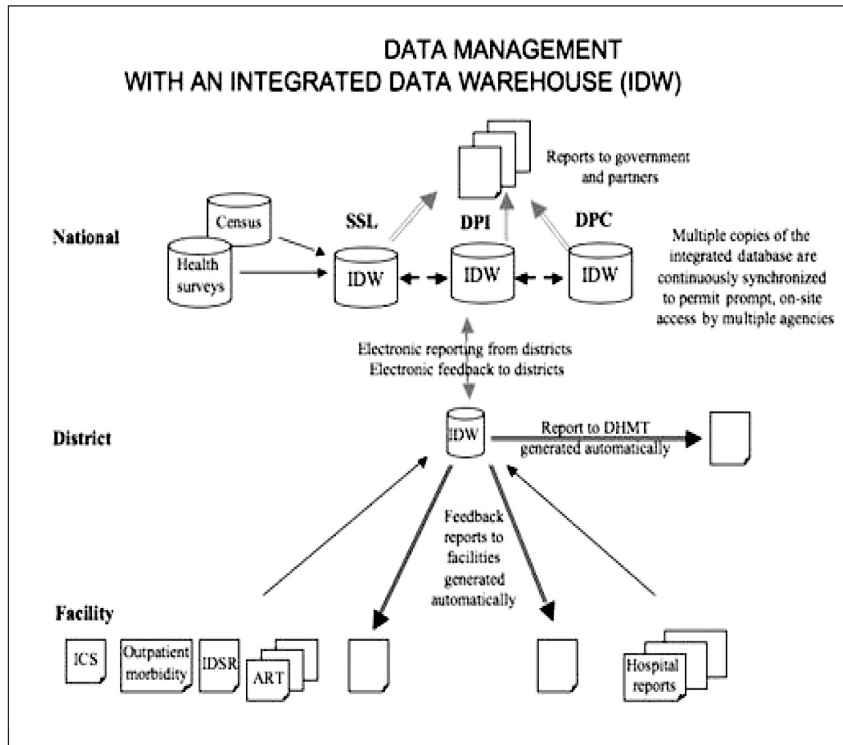 DATA MANAGEMENT
WITH AN INTEGRATED DATA WAREHOUSE (IDW)
Reports to government
and partners
National
Census
Health
surveys
SSL
DPI
DPC
IDW
IDW
IDW
Multiple copies of the
integrated database are
continuously synchronized
to permit prompt, on-site
access by multiple agencies
Electronic reporting from districts
Electronic feedback to districts
District
IDW
Report to DHMT
generated automatically
Feedback
reports to
facilities
generated
automatically
Facility
ICS
Outpatient
morbidity
IDSR
ART
Hospital
reports